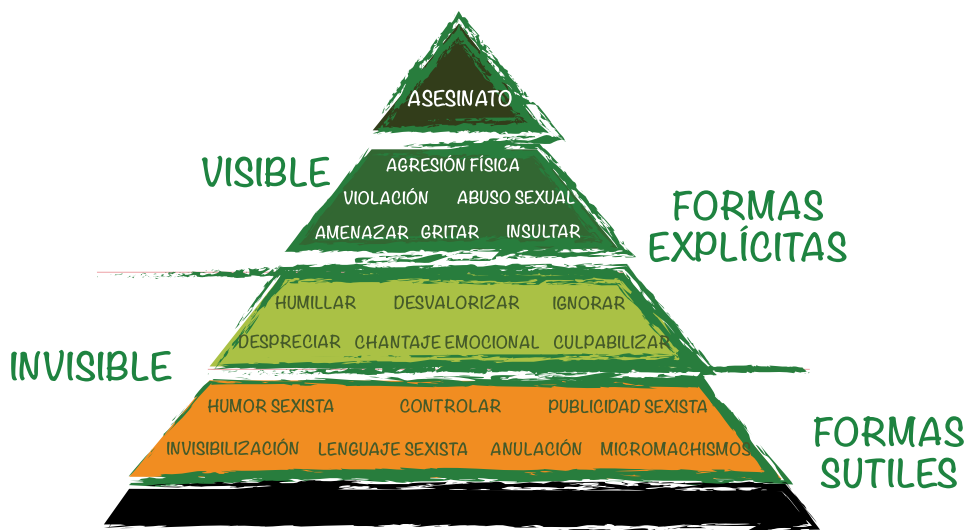 ASESINATO
VISIBLE
AGRESIÓN FÍSICA
VIOLACIÓN ABUSO SEXUAL
AMENAZAR GRITAR INSULTAR
FORMAS
EXPLÍCITAS
HUMILLAR DESVALORIZAR IGNORAR
DESPRECIAR CHANTAJE EMOCIONAL CULPABILIZAR
INVISIBLE
HUMOR SEXISTA CONTROLAR PUBLICIDAD SEXISTA
INVISIBILIZACIÓN LENGUAJE SEXISTA ANULACIÓN MICROMACHISMOS
FORMAS
SUTILES